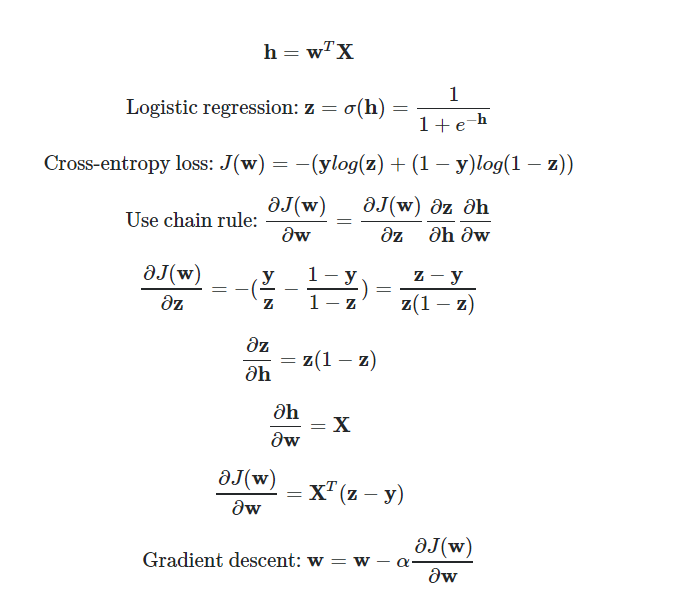 h = w^T X
Logistic regression: z = σ(h) = 1 / (1 + e^−h)
Cross-entropy loss: J(w) = −(ylog(z) + (1 − y)log(1 − z))
Use chain rule: ∂J(w)/∂w = ∂J(w)/∂z ∂z/∂h ∂h/∂w
∂J(w)/∂z = −(y/z − (1 − y)/(1 − z)) = (z − y)/(z(1 − z))
∂z/∂h = z(1 − z)
∂h/∂w = X
∂J(w)/∂w = X^T (z − y)
Gradient descent: w = w − α ∂J(w)/∂w